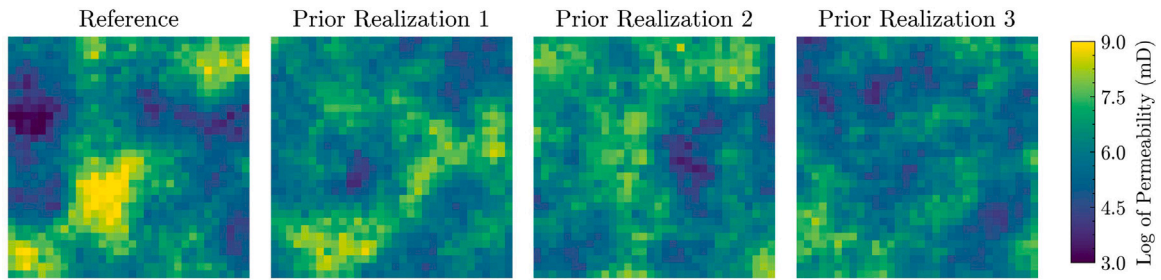 Reference
Prior Realization 1
Prior Realization 2
Prior Realization 3
9.0
7.5
6.0
4.5
3.0
Log of Permeability (mD)